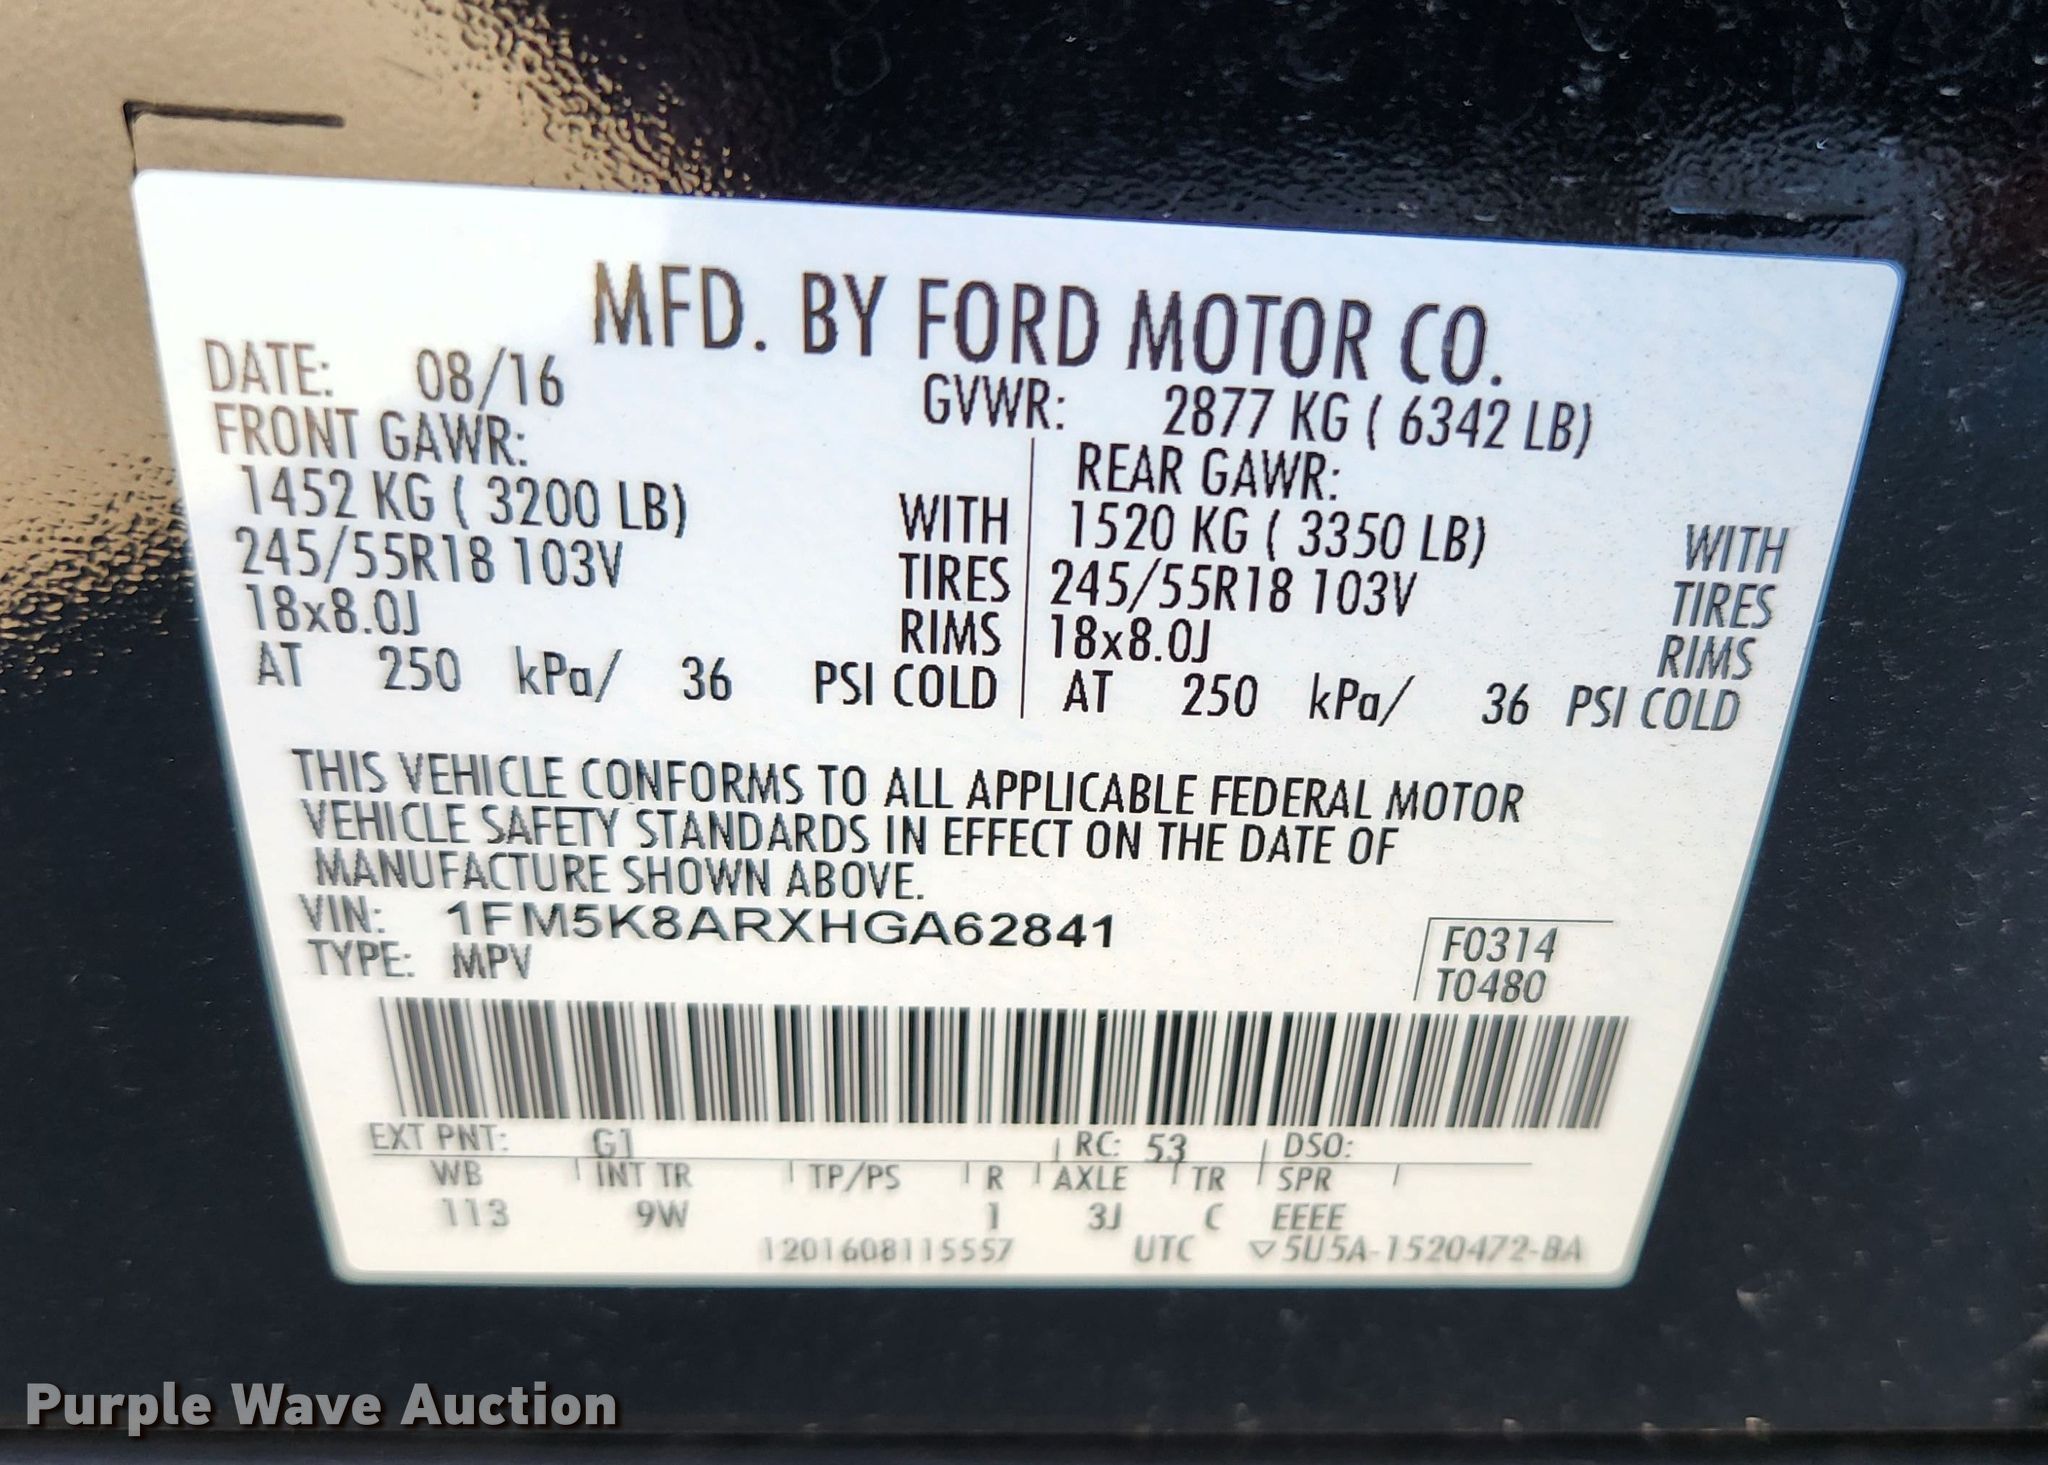 MFD. BY FORD MOTOR CO.
DATE: 08/16
GVWR: 2877 KG ( 6342 LB)
FRONT GAWR:
1452 KG ( 3200 LB) WITH
245/55R18 103V TIRES
18x8.0J RIMS
AT 250 kPa/ 36 PSI COLD
REAR GAWR:
1520 KG ( 3350 LB) WITH
245/55R18 103V TIRES
18x8.0J RIMS
AT 250 kPa/ 36 PSI COLD
THIS VEHICLE CONFORMS TO ALL APPLICABLE FEDERAL MOTOR
VEHICLE SAFETY STANDARDS IN EFFECT ON THE DATE OF
MANUFACTURE SHOWN ABOVE.
VIN: 1FM5K8ARXHGA62841
TYPE: MPV
F0314
T0480
EXT PNT: G1 RC: 53 DSO:
WB INT TR TP/PS R AXLE TR SPR
113 9W 1 3J C EEEE
1201608115557 UTC ▽5U5A-1520472-BA
Purple Wave Auction